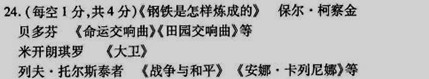 24.(每空1分,共4分)《钢铁是怎样炼成的》 保尔·柯察金
贝多芬 《命运交响曲》《田园交响曲》等
米开朗琪罗 《大卫》
列夫·托尔斯泰者 《战争与和平》《安娜·卡列尼娜》等